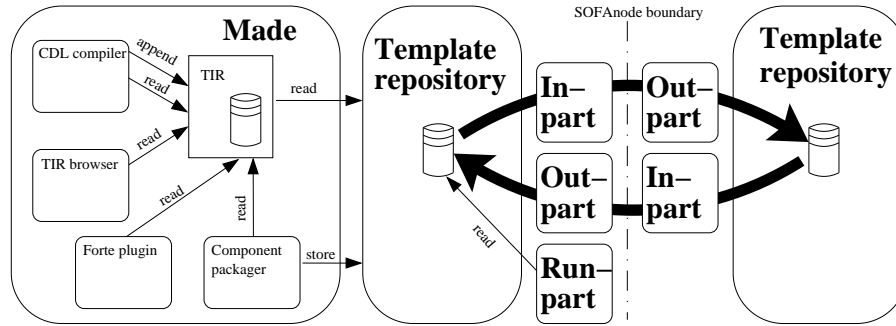 SOFAnode boundary
Made
CDL compiler
append
read
TIR
read
Template
repository
In–
part
Out–
part
Template
repository
TIR browser
read
Out–
part
In–
part
read
read
read
Forte plugin
Component
packager
store
Run–
part